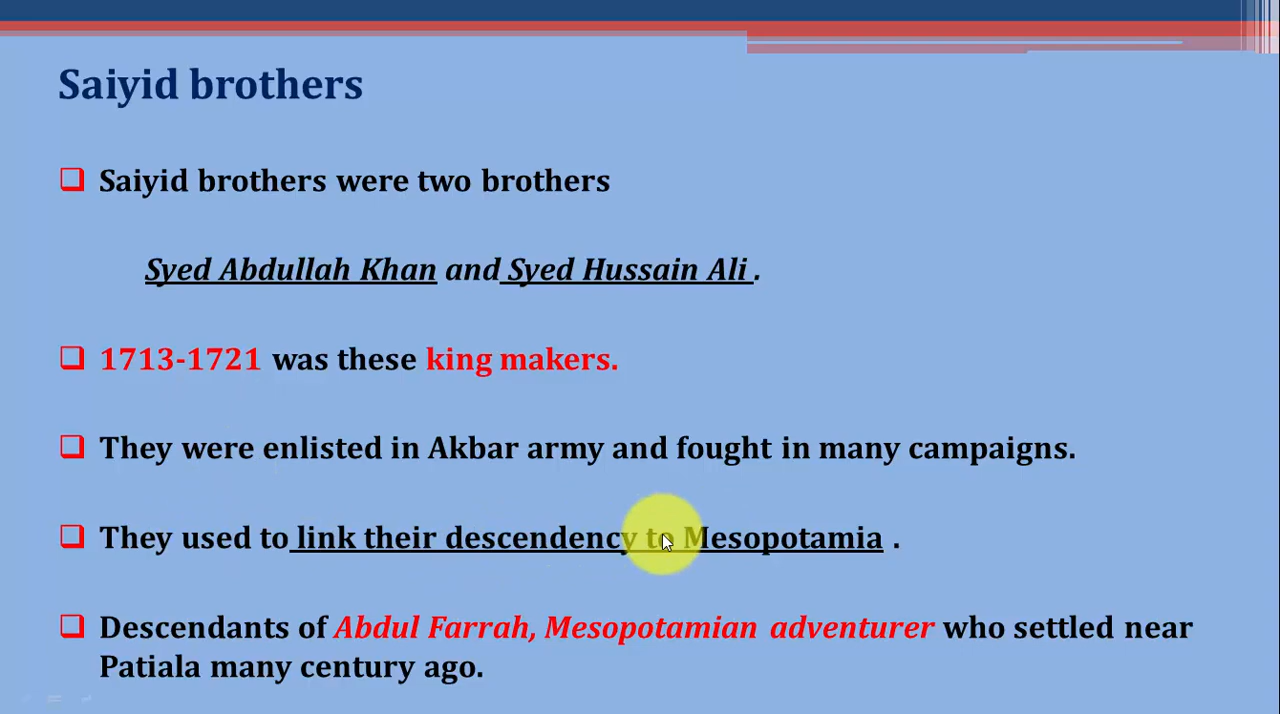 Saiyid brothers
Saiyid brothers were two brothers
Syed Abdullah Khan and Syed Hussain Ali .
1713-1721 was these king makers.
They were enlisted in Akbar army and fought in many campaigns.
They used to link their descendency to Mesopotamia .
Descendants of Abdul Farrah, Mesopotamian adventurer who settled near
Patiala many century ago.